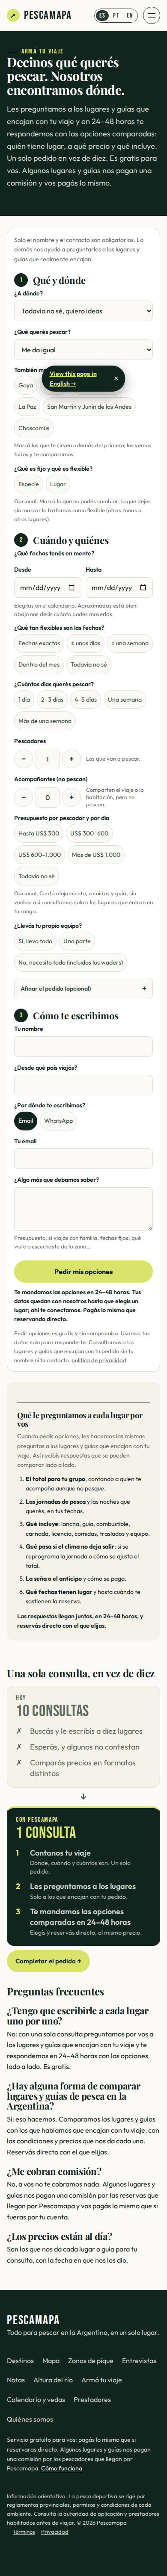 PESCAMAPA
ES PT EN
ARMÁ TU VIAJE
Decinos qué querés
pescar. Nosotros
encontramos dónde.
Les preguntamos a los lugares y guías que
encajan con tu viaje y en 24–48 horas te
respondemos con las opciones comparadas:
quién tiene lugar, a qué precio y qué incluye.
Un solo pedido en vez de diez. Es gratis para
vos. Algunos lugares y guías nos pagan una
comisión y vos pagás lo mismo.
Solo el nombre y el contacto son obligatorios. Lo
demás nos ayuda a preguntarles a los lugares y
guías que realmente encajan.
1 Qué y dónde
¿A dónde?
Todavía no sé, quiero ideas
¿Qué querés pescar?
Me da igual
También me
View this page in
English →
×
Goya
La Paz
San Martín y Junín de los Andes
Chascomús
Marcá los que te sirven además del primero; los vemos
todos y te comparamos.
¿Qué es fijo y qué es flexible?
Especie
Lugar
Opcional. Marcá lo que no podés cambiar; lo que dejes
sin marcar lo tratamos como flexible (otras zonas u
otros lugares).
2 Cuándo y quiénes
¿Qué fechas tenés en mente?
Desde
Hasta
mm/dd/yyyy
mm/dd/yyyy
Elegilas en el calendario. Aproximadas está bien:
abajo nos decís cuánto podés moverlas.
¿Qué tan flexibles son las fechas?
Fechas exactas
± unos días
± una semana
Dentro del mes
Todavía no sé
¿Cuántos días querés pescar?
1 día
2–3 días
4–5 días
Una semana
Más de una semana
Pescadores
− 1 +
Los que van a pescar.
Acompañantes (no pescan)
− 0 +
Comparten el viaje o la
habitación, pero no
pescan.
Presupuesto por pescador y por día
Hasta US$ 300
US$ 300–600
US$ 600–1.000
Más de US$ 1.000
Todavía no sé
Opcional. Contá alojamiento, comidas y guía, sin
vuelos: así consultamos solo a los lugares que entran en
tu rango.
¿Llevás tu propio equipo?
Sí, llevo todo
Una parte
No, necesito todo (incluidos los waders)
Afinar el pedido (opcional) +
3 Cómo te escribimos
Tu nombre
¿Desde qué país viajás?
¿Por dónde te escribimos?
Email
WhatsApp
Tu email
¿Algo más que debamos saber?
Presupuesto, si viajás con familia, fechas fijas, qué
viste o escuchaste de la zona…
Pedir mis opciones
Te mandamos las opciones en 24–48 horas. Tus
datos quedan con nosotros hasta que elegís un
lugar; ahí te conectamos. Pagás lo mismo que
reservando directo.
Pedir opciones es gratis y sin compromiso. Usamos tus
datos solo para responderte. Consultamos a los
lugares y guías que encajan con tu pedido sin dar tu
nombre ni tu contacto. política de privacidad
Qué le preguntamos a cada lugar por
vos
Cuando pedís opciones, les hacemos las mismas
preguntas a los lugares y guías que encajan con tu
viaje. Así recibís respuestas que se pueden
comparar lado a lado.
1. El total para tu grupo, contando a quien te
acompaña aunque no pesque.
2. Las jornadas de pesca y las noches que
querés, en tus fechas.
3. Qué incluye: lancha, guía, combustible,
carnada, licencia, comidas, traslados y equipo.
4. Qué pasa si el clima no deja salir: si se
reprograma la jornada o cómo se ajusta el
total.
5. La seña o el anticipo y cómo se paga.
6. Qué fechas tienen lugar y hasta cuándo te
sostienen la reserva.
Las respuestas llegan juntas, en 24–48 horas, y
reservás directo con el que elijas.
Una sola consulta, en vez de diez
HOY
10 CONSULTAS
✗ Buscás y le escribís a diez lugares
✗ Esperás, y algunos no contestan
✗ Comparás precios en formatos
distintos
↓
CON PESCAMAPA
1 CONSULTA
1 Contanos tu viaje
Dónde, cuándo y cuántos son. Un solo
pedido.
2 Les preguntamos a los lugares
Solo a los que encajan con tu pedido.
3 Te mandamos las opciones
comparadas en 24–48 horas
Elegís y reservás directo, al mismo precio.
Completar el pedido ↑
Preguntas frecuentes
¿Tengo que escribirle a cada lugar
uno por uno?
No: con una sola consulta preguntamos por vos a
los lugares y guías que encajan con tu viaje y te
respondemos en 24–48 horas con las opciones
lado a lado. Es gratis.
¿Hay alguna forma de comparar
lugares y guías de pesca en la
Argentina?
Sí: eso hacemos. Comparamos los lugares y guías
con los que hablamos que encajan con tu viaje, con
las condiciones y precios que nos da cada uno.
Reservás directo con el que elijas.
¿Me cobran comisión?
No, a vos no te cobramos nada. Algunos lugares y
guías nos pagan una comisión por las reservas que
llegan por Pescamapa y vos pagás lo mismo que si
fueras por tu cuenta.
¿Los precios están al día?
Son los que nos da cada lugar o guía para tu
consulta, con la fecha en que nos los dio.
PESCAMAPA
Todo para pescar en la Argentina, en un solo lugar.
Destinos Mapa Zonas de pique Entrevistas
Notas Altura del río Armá tu viaje
Calendario y vedas Prestadores
Quiénes somos
Servicio gratuito para vos: pagás lo mismo que si
reservaras directo. Algunos lugares y guías nos pagan
una comisión por los pescadores que llegan por
Pescamapa. Cómo funciona
Información orientativa. La pesca deportiva se rige por
reglamentos provinciales, permisos y condiciones de cada
ambiente. Consultá la autoridad de aplicación y prestadores
habilitados antes de viajar. © 2026 Pescamapa
Términos Privacidad